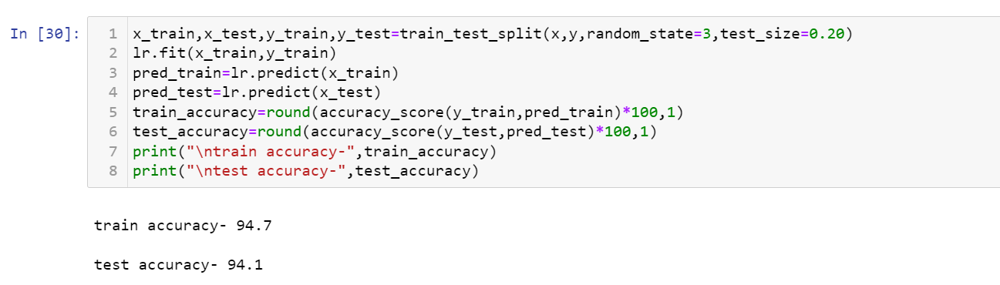 In [30]:
1 x_train,x_test,y_train,y_test=train_test_split(x,y,random_state=3,test_size=0.20)
2 lr.fit(x_train,y_train)
3 pred_train=lr.predict(x_train)
4 pred_test=lr.predict(x_test)
5 train_accuracy=round(accuracy_score(y_train,pred_train)*100,1)
6 test_accuracy=round(accuracy_score(y_test,pred_test)*100,1)
7 print("\ntrain accuracy-",train_accuracy)
8 print("\ntest accuracy-",test_accuracy)
train accuracy- 94.7
test accuracy- 94.1